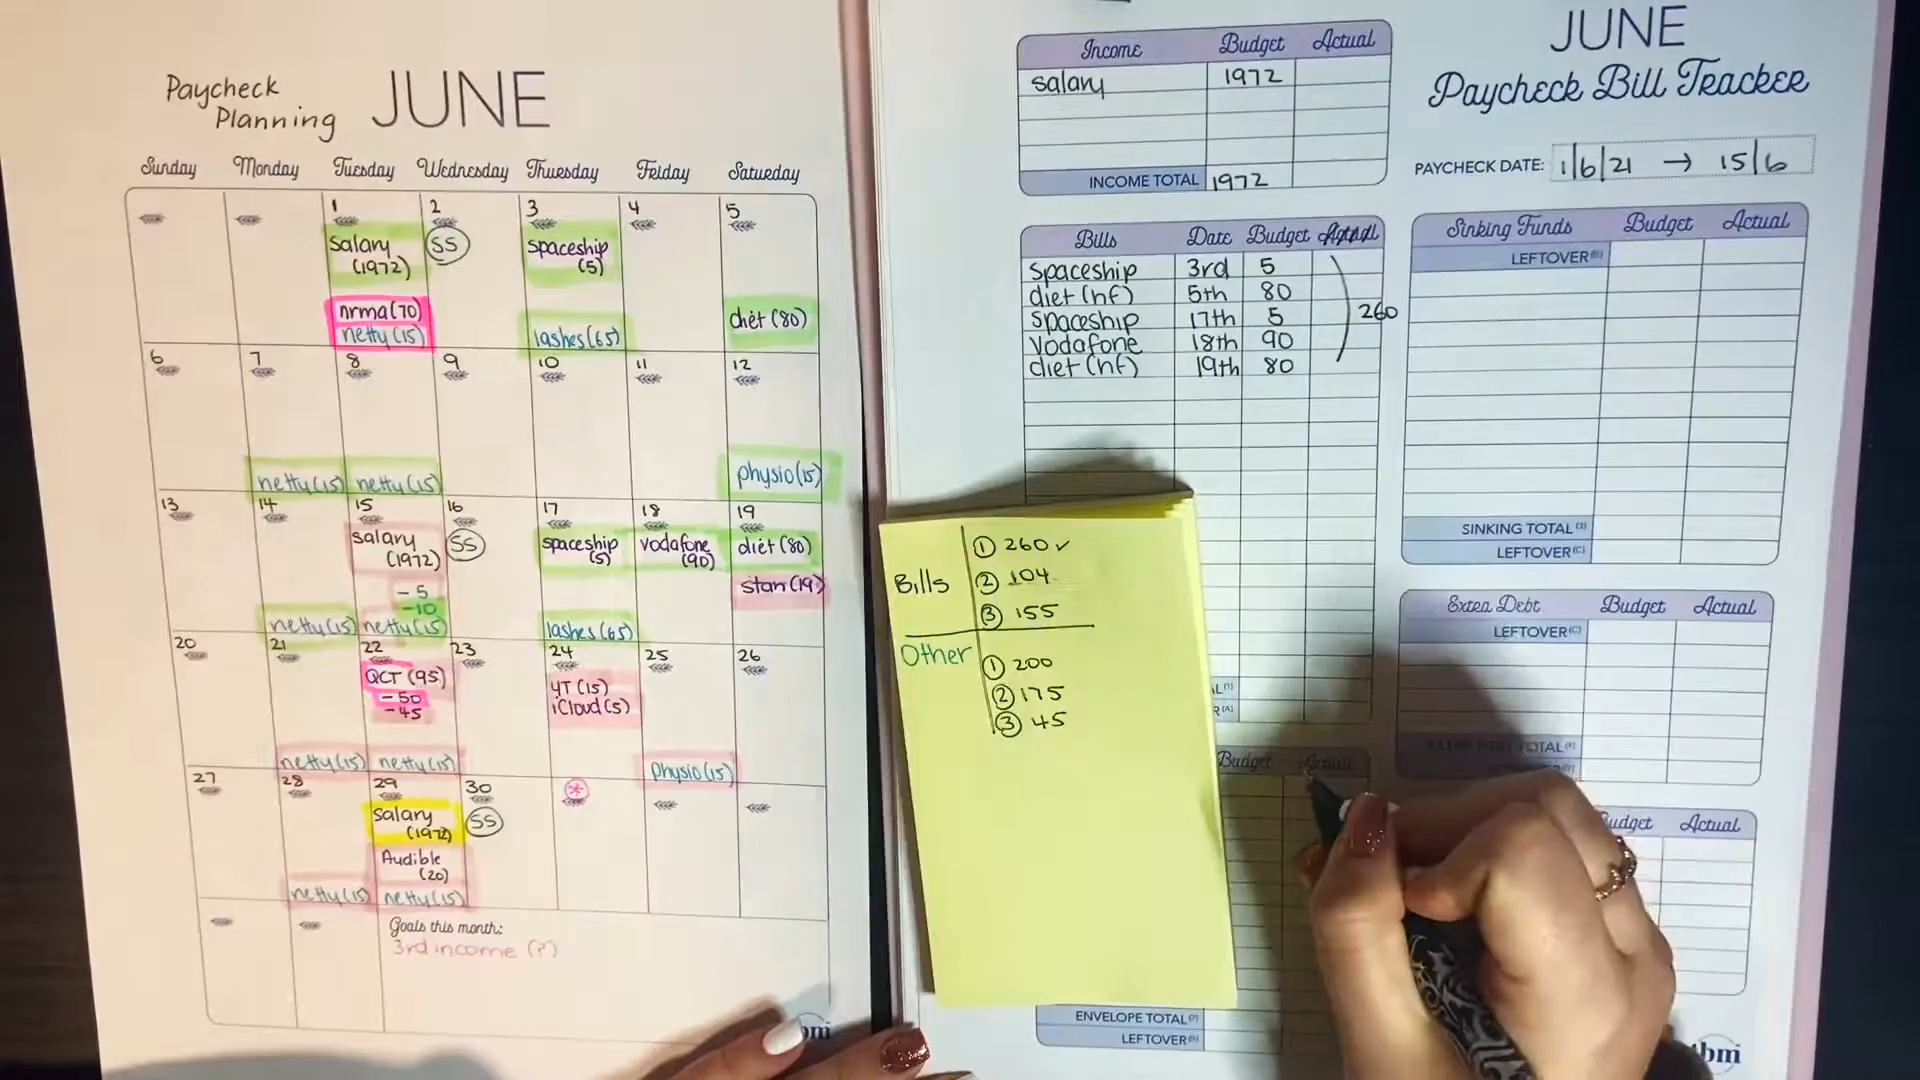 Paycheck
Planning
JUNE
Sunday Monday Tuesday Wednesday Thursday Friday Saturday
1 2 3 4 5
salary
(1972)
SS
spaceship
(5)
nrma (70)
netty (15)
lashes (65)
diet (80)
6 7 8 9 10 11 12
netty (15) netty (15)
physio (15)
13 14 15 16 17 18 19
salary
(1972)
SS
spaceship
(5)
vodafone
(90)
diet (80)
stan (19)
- 5
-10
netty (15) netty (15)
lashes (65)
20 21 22 23 24 25 26
QCT (95)
- 50
- 45
YT (15)
iCloud (5)
netty (15) netty (15)
physio (15)
27 28 29 30
salary
(1972)
SS
Audible
(20)
netty (15) netty (15)
Goals this month:
3rd income (?)
Income Budget Actual
salary 1972
INCOME TOTAL 1972
JUNE
Paycheck Bill Tracker
PAYCHECK DATE: 1/6/21 → 15/6
Bills Date Budget Actual
spaceship 3rd 5
diet (hf) 5th 80
spaceship 17th 5
vodafone 18th 90
diet (hf) 19th 80
260
Sinking Funds Budget Actual
LEFTOVER (B)
SINKING TOTAL (3)
LEFTOVER (C)
Extra Debt Budget Actual
LEFTOVER (C)
Bills
① 260 ✓
② 104
③ 155
Other
① 200
② 175
③ 45
Budget Actual
Budget Actual
ENVELOPE TOTAL
LEFTOVER
tbm